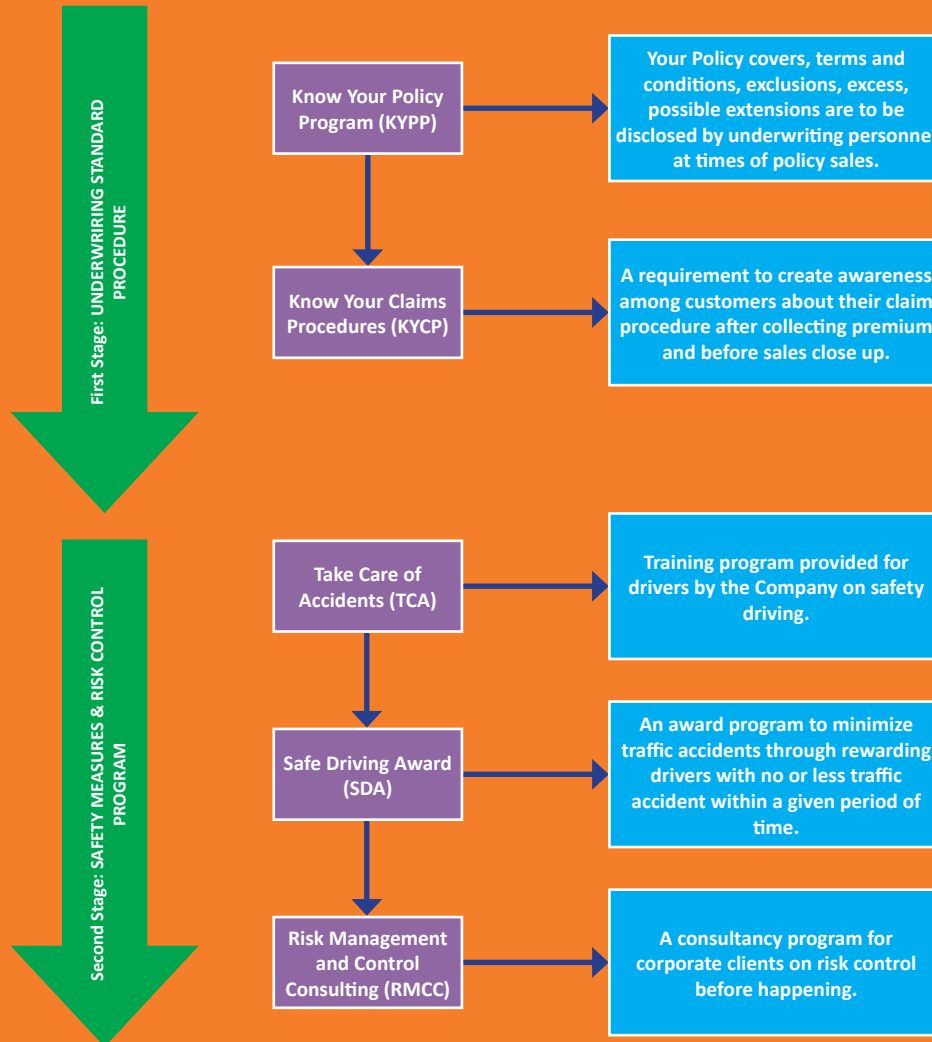 First Stage: UNDERWRIRING STANDARD
PROCEDURE
Know Your Policy
Program (KYPP)
Your Policy covers, terms and
conditions, exclusions, excess,
possible extensions are to be
disclosed by underwriting personne
at times of policy sales.
Know Your Claims
Procedures (KYCP)
A requirement to create awareness
among customers about their claim
procedure after collecting premium
and before sales close up.
Second Stage: SAFETY MEASURES & RISK CONTROL
PROGRAM
Take Care of
Accidents (TCA)
Training program provided for
drivers by the Company on safety
driving.
Safe Driving Award
(SDA)
An award program to minimize
traffic accidents through rewarding
drivers with no or less traffic
accident within a given period of
time.
Risk Management
and Control
Consulting (RMCC)
A consultancy program for
corporate clients on risk control
before happening.